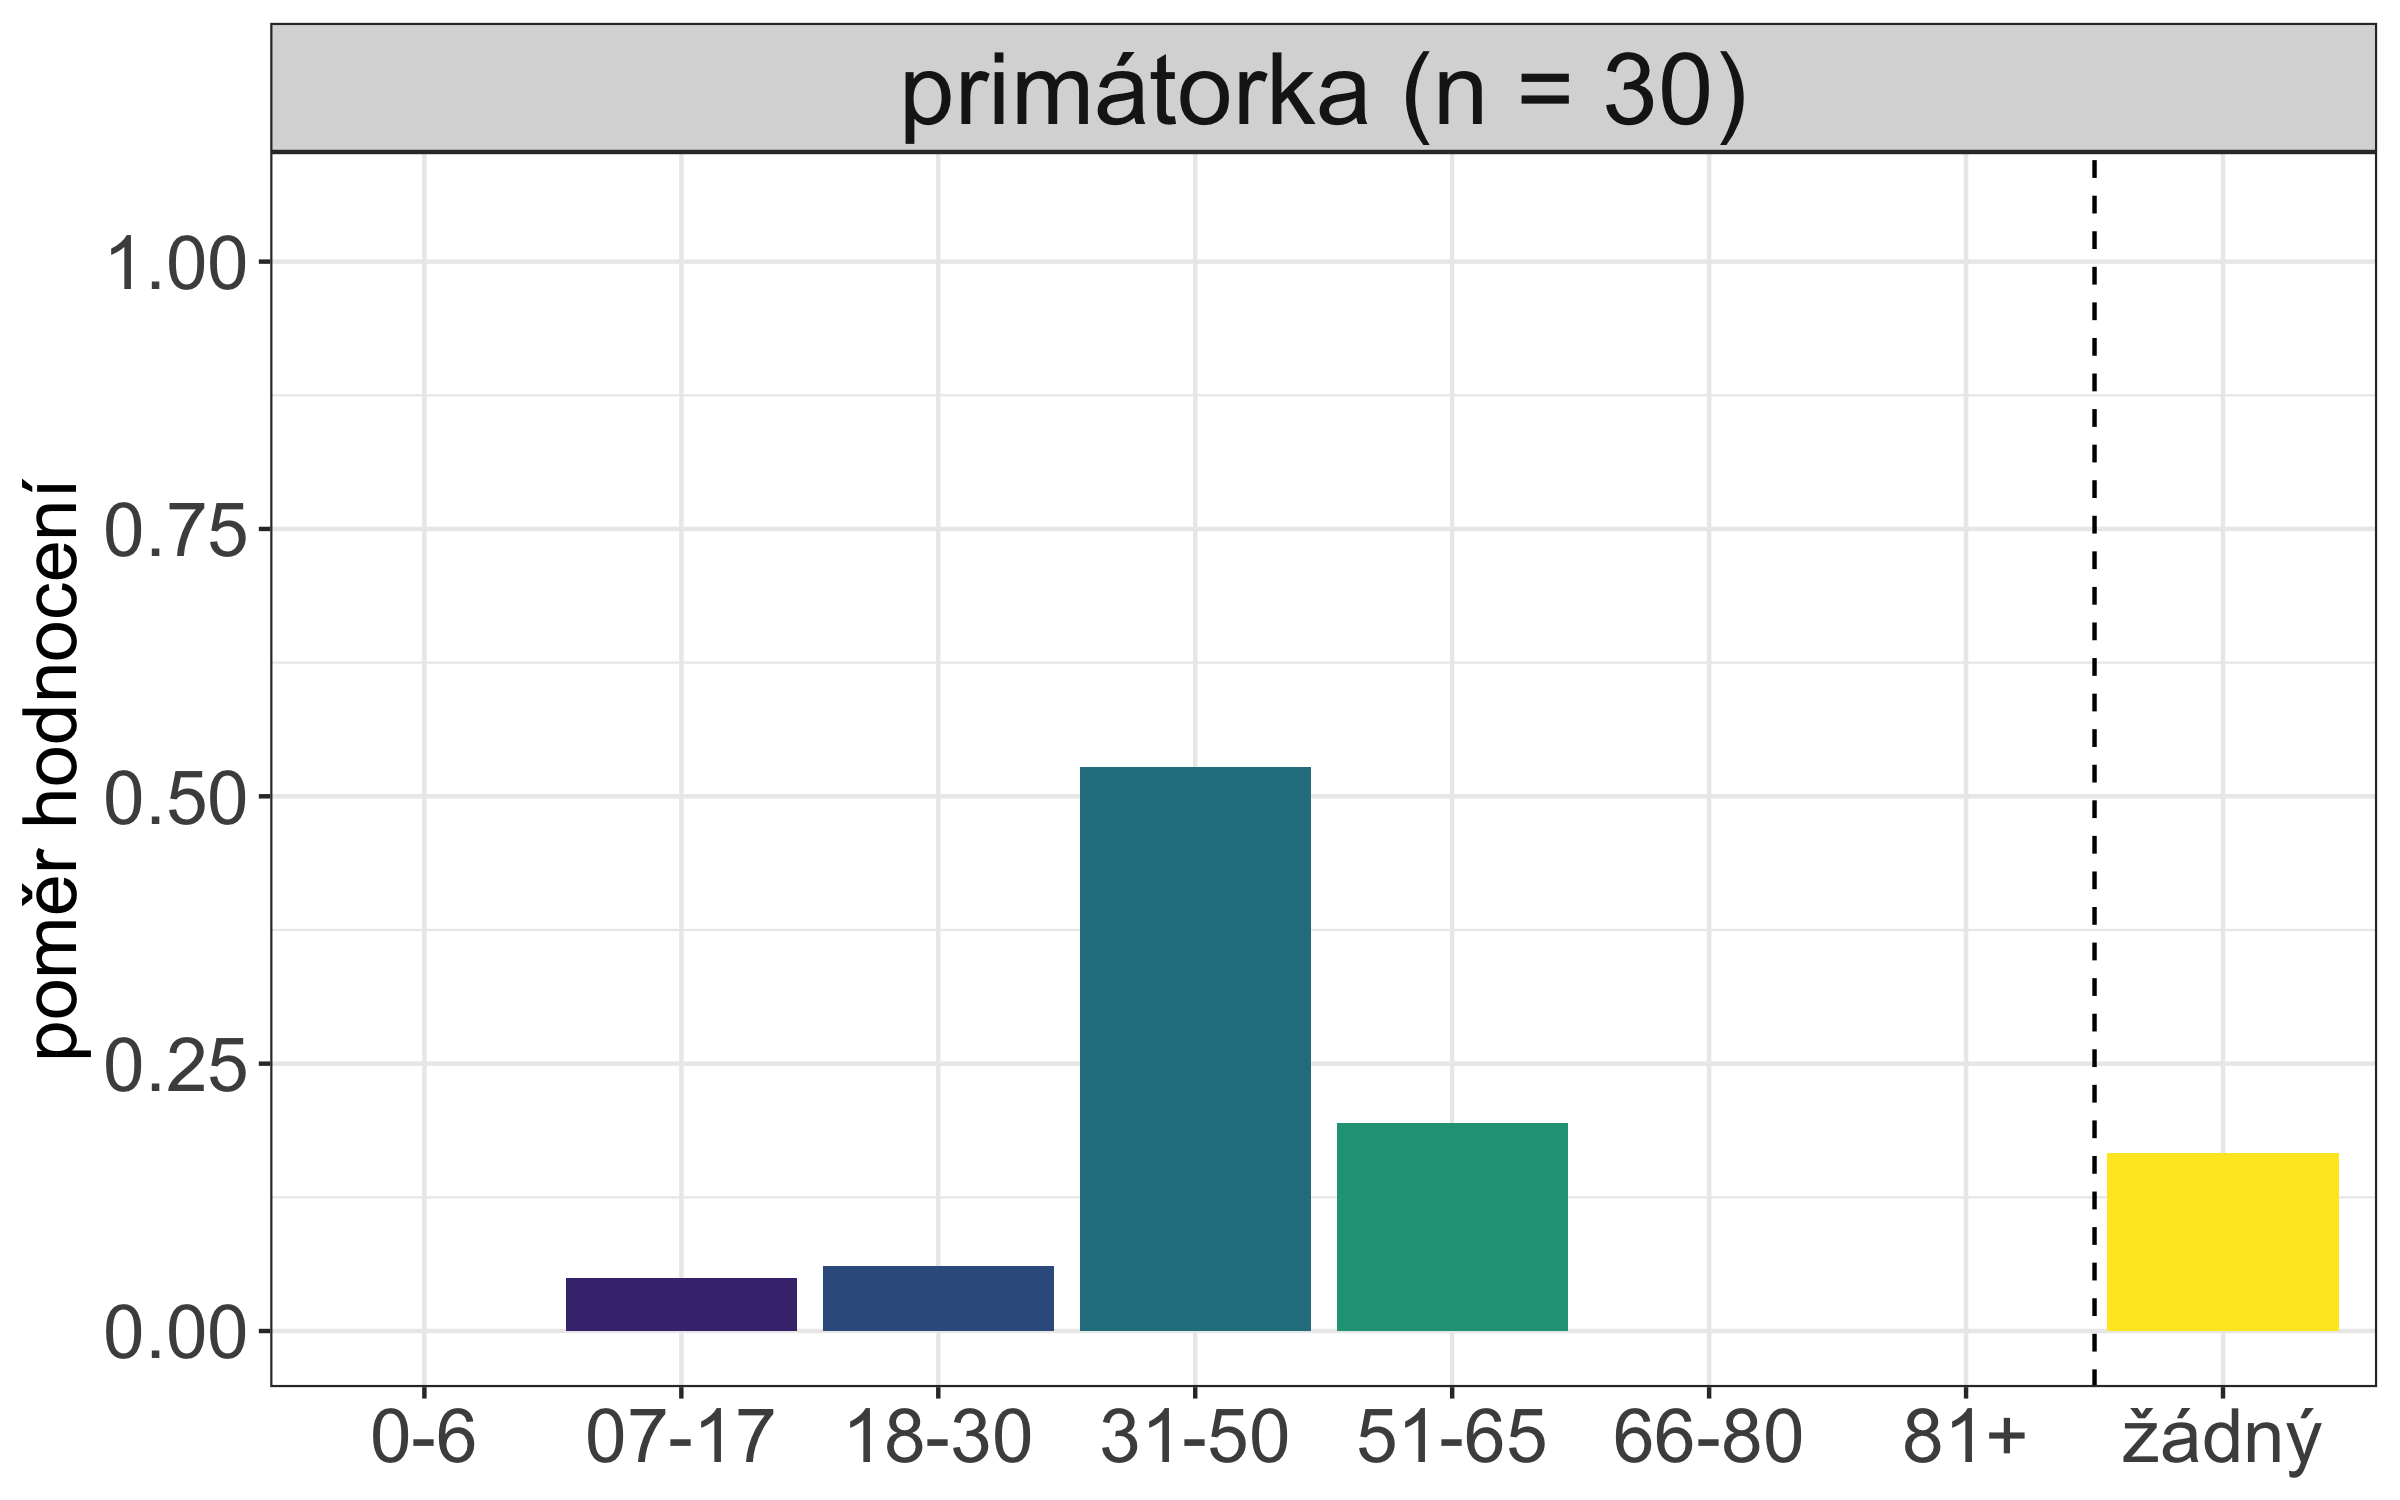 primátorka (n = 30)
poměr hodnocení
1.00
0.75
0.50
0.25
0.00
0-6 07-17 18-30 31-50 51-65 66-80 81+ žádný